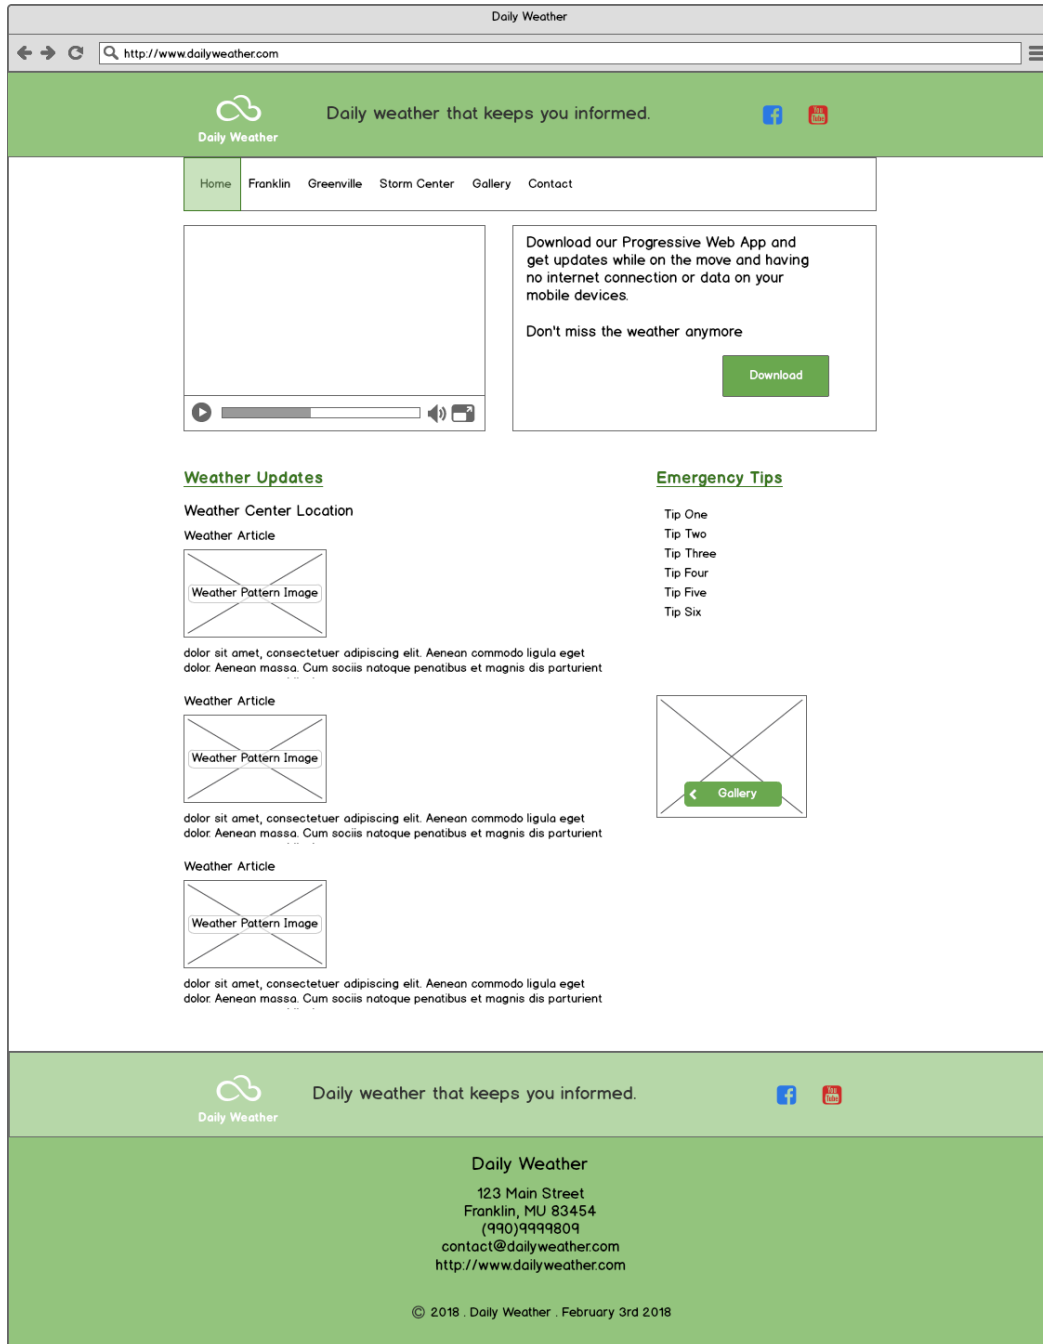 Daily Weather
http://www.dailyweather.com
Daily Weather
Daily weather that keeps you informed.
You
Tube
Home Franklin Greenville Storm Center Gallery Contact
Download our Progressive Web App and
get updates while on the move and having
no internet connection or data on your
mobile devices.
Don't miss the weather anymore
Download
Weather Updates
Weather Center Location
Weather Article
Weather Pattern Image
dolor sit amet, consectetuer adipiscing elit. Aenean commodo ligula eget
dolor. Aenean massa. Cum sociis natoque penatibus et magnis dis parturient
Weather Article
Weather Pattern Image
dolor sit amet, consectetuer adipiscing elit. Aenean commodo ligula eget
dolor. Aenean massa. Cum sociis natoque penatibus et magnis dis parturient
Weather Article
Weather Pattern Image
dolor sit amet, consectetuer adipiscing elit. Aenean commodo ligula eget
dolor. Aenean massa. Cum sociis natoque penatibus et magnis dis parturient
Emergency Tips
Tip One
Tip Two
Tip Three
Tip Four
Tip Five
Tip Six
Gallery
Daily Weather
Daily weather that keeps you informed.
You
Tube
Daily Weather
123 Main Street
Franklin, MU 83454
(990)9999809
contact@dailyweather.com
http://www.dailyweather.com
© 2018 . Daily Weather . February 3rd 2018